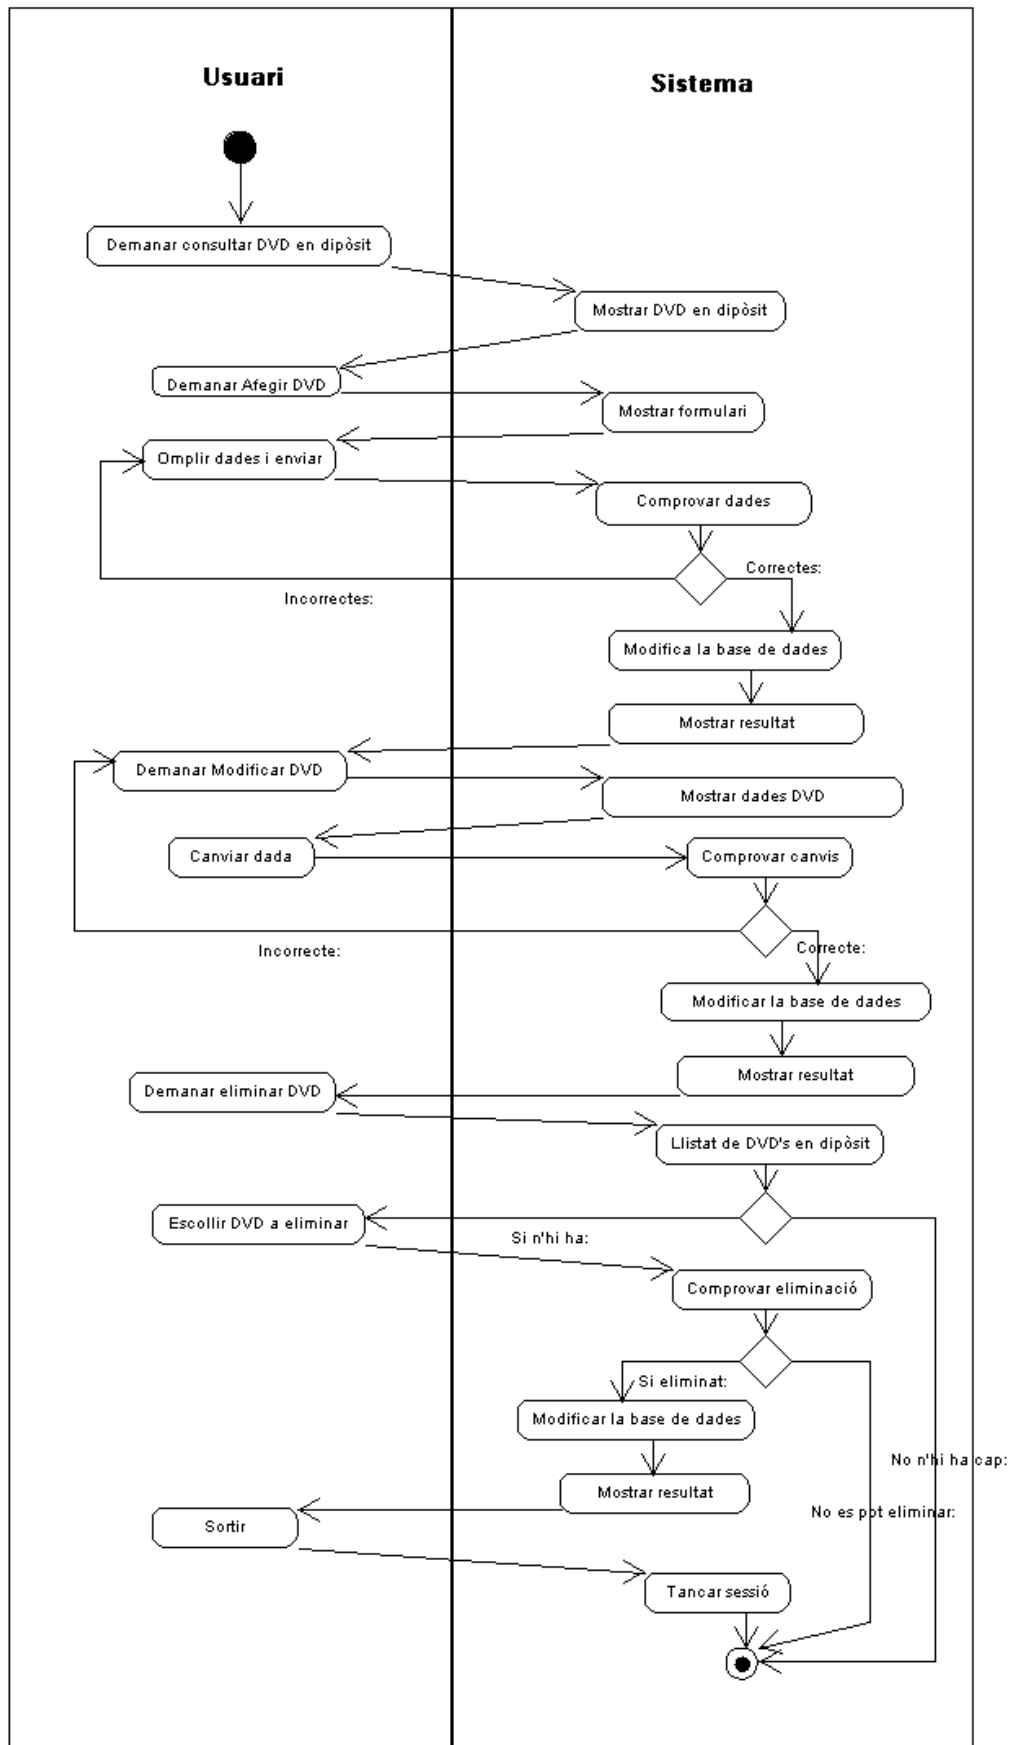 Usuari
Sistema
Demanar consultar DVD en dipòsit
Mostrar DVD en dipòsit
Demanar Afegir DVD
Mostrar formulari
Omplir dades i enviar
Comprovar dades
Correctes:
Incorrectes:
Modifica la base de dades
Mostrar resultat
Demanar Modificar DVD
Mostrar dades DVD
Canviar dada
Comprovar canvis
Incorrecte:
Correcte:
Modificar la base de dades
Mostrar resultat
Demanar eliminar DVD
Llistat de DVD's en dipòsit
Escollir DVD a eliminar
Si n'hi ha:
Comprovar eliminació
Si eliminat:
Modificar la base de dades
No n'hi ha cap:
Mostrar resultat
No es pot eliminar:
Sortir
Tancar sessió